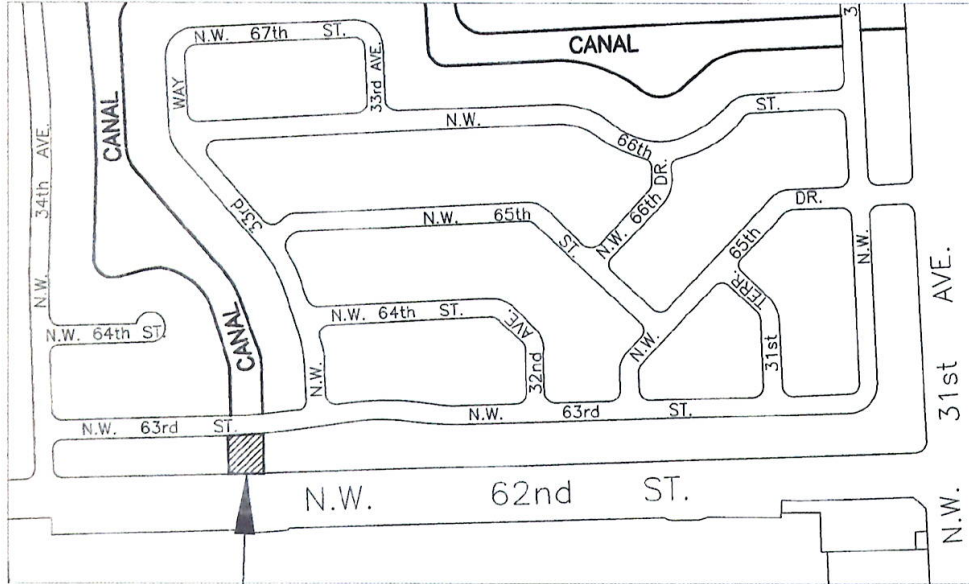 N.W. 67th ST.
CANAL
3
WAY
33rd AVE.
N.W. 66th ST.
CANAL
34th AVE.
N.W.
N.W. 66th DR.
33rd
N.W.
N.W. 65th ST.
N.W. 65th DR.
N.W.
31st TERR.
N.W. 64th ST.
32nd AVE.
N.W. 64th ST.
CANAL
N.W. 63rd ST.
N.W. 63rd ST.
N.W. 62nd ST.
N.W. 31st AVE.